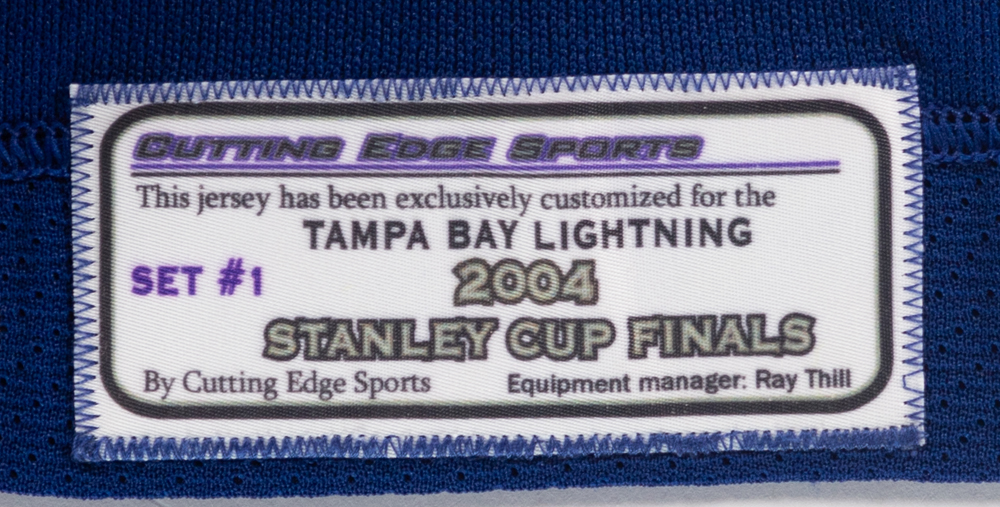 CUTTING EDGE SPORTS
This jersey has been exclusively customized for the
TAMPA BAY LIGHTNING
SET #1
2004
STANLEY CUP FINALS
By Cutting Edge Sports
Equipment manager: Ray Thill